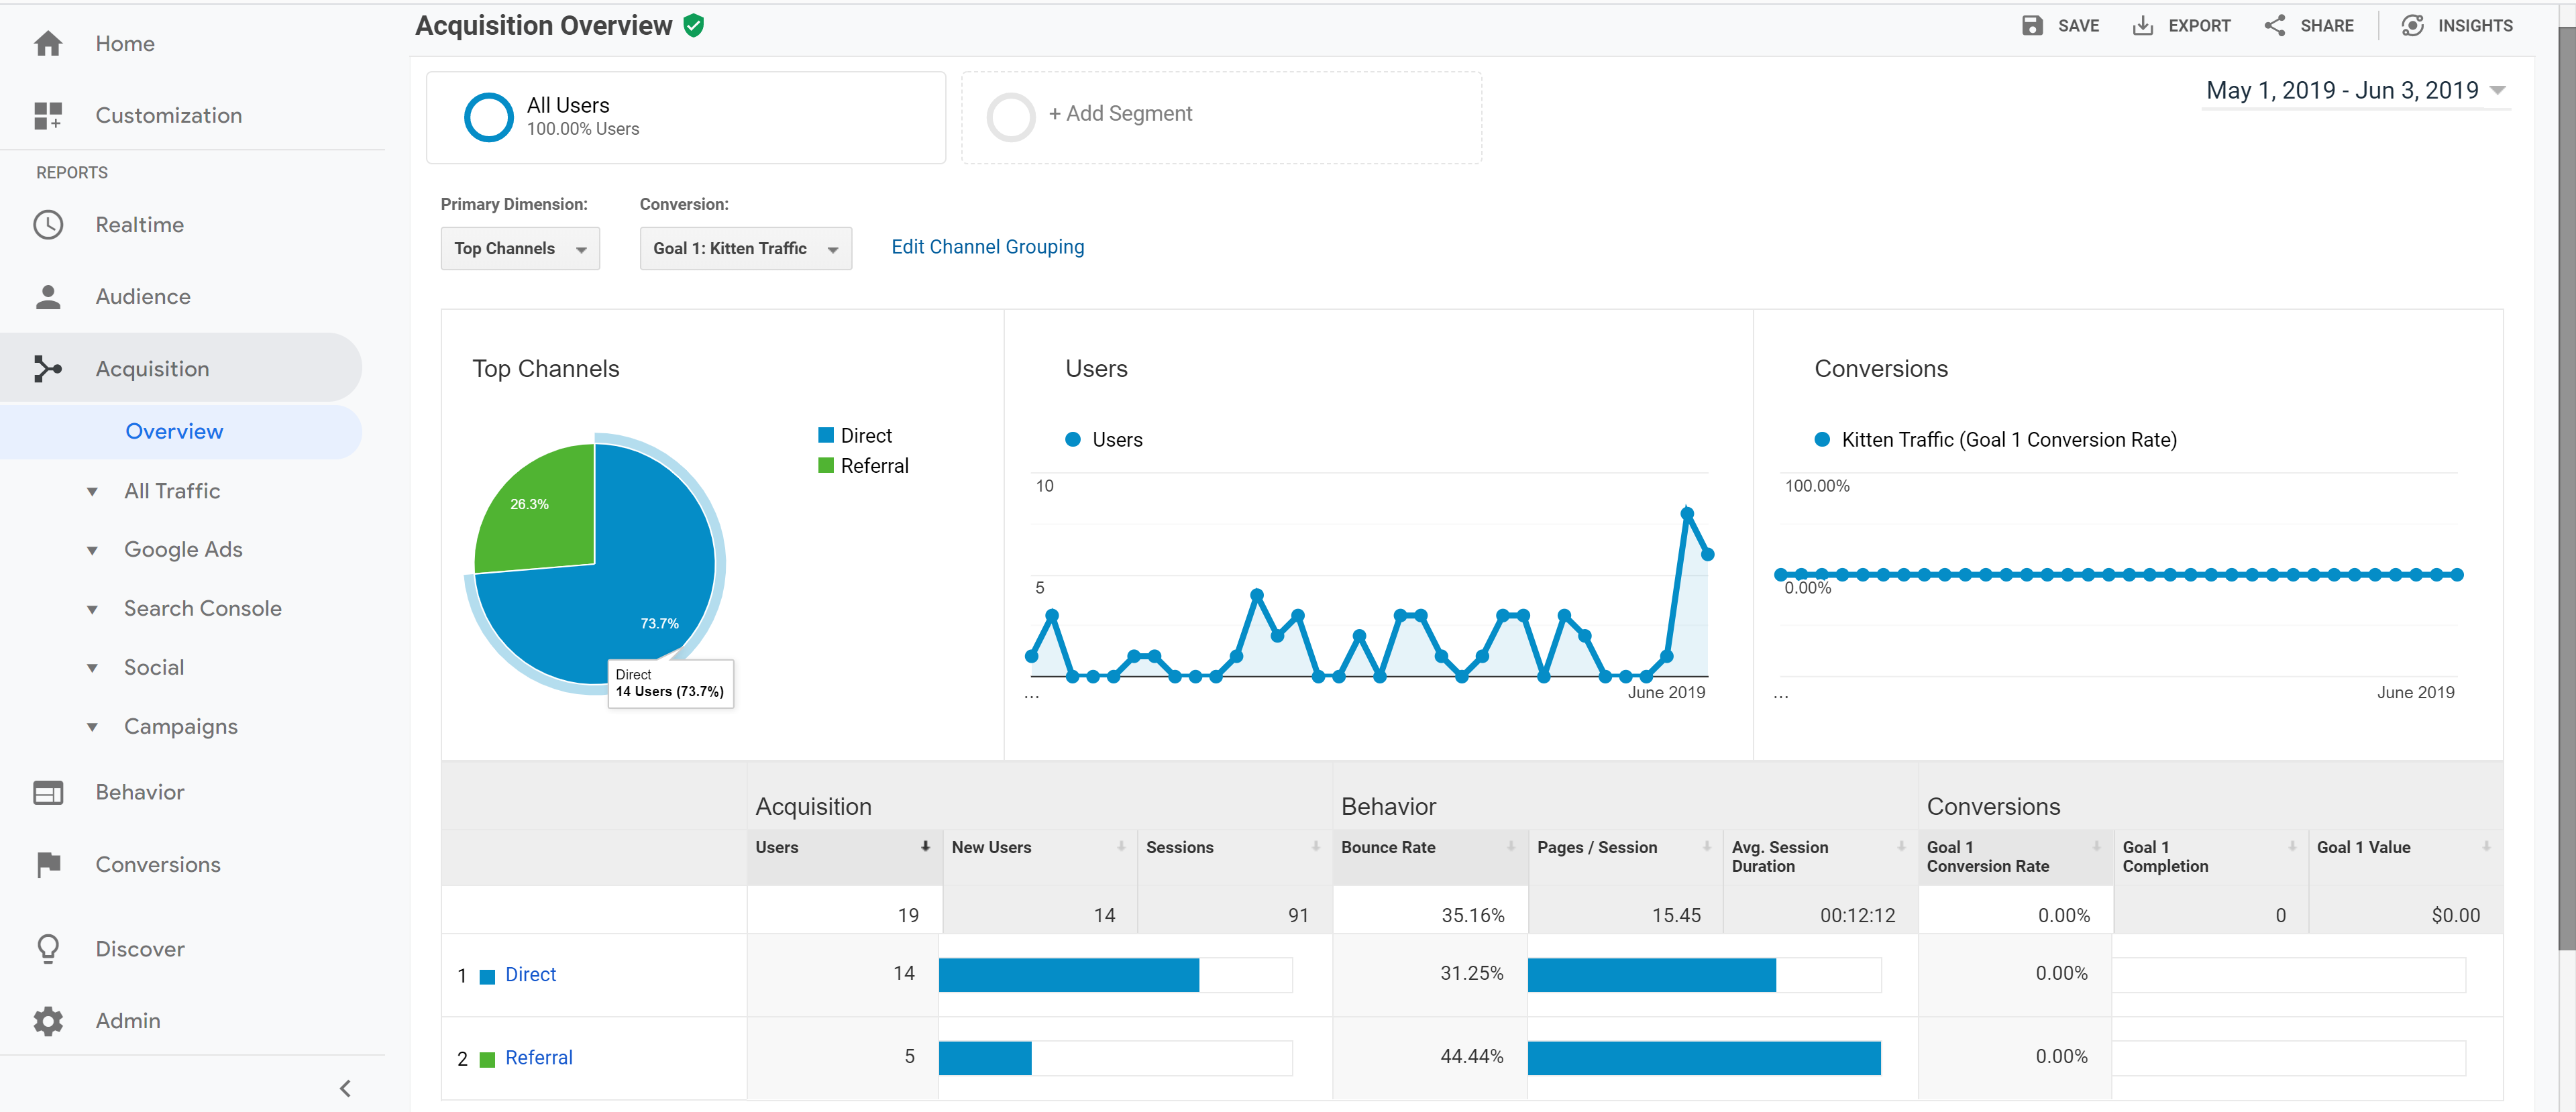 Acquisition Overview
SAVE
EXPORT
SHARE
INSIGHTS
Home
Customization
REPORTS
Realtime
Audience
Acquisition
Overview
All Traffic
Google Ads
Search Console
Social
Campaigns
Behavior
Conversions
Discover
Admin
All Users
100.00% Users
+ Add Segment
May 1, 2019 - Jun 3, 2019
Primary Dimension:
Conversion:
Top Channels
Goal 1: Kitten Traffic
Edit Channel Grouping
Top Channels
Direct
Referral
26.3%
73.7%
Direct
14 Users (73.7%)
Users
Users
10
5
...
June 2019
Conversions
Kitten Traffic (Goal 1 Conversion Rate)
100.00%
0.00%
...
June 2019
Acquisition
Behavior
Conversions
Users
New Users
Sessions
Bounce Rate
Pages / Session
Avg. Session
Duration
Goal 1
Conversion Rate
Goal 1
Completion
Goal 1 Value
19
14
91
35.16%
15.45
00:12:12
0.00%
0
$0.00
1 Direct
14
31.25%
0.00%
2 Referral
5
44.44%
0.00%